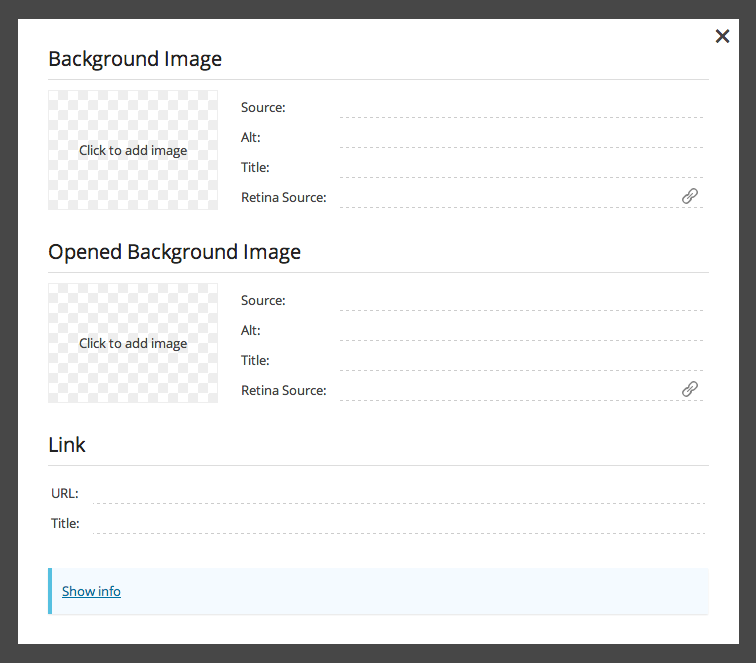 Background Image
Click to add image
Source:
Alt:
Title:
Retina Source:
Opened Background Image
Click to add image
Source:
Alt:
Title:
Retina Source:
Link
URL:
Title:
Show info